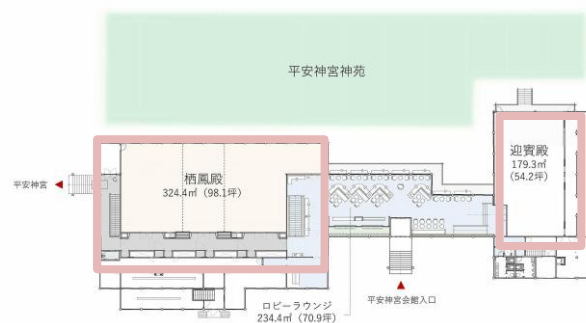 平安神宮神苑
栖鳳殿
324.4㎡（98.1坪）
迎賓殿
179.3㎡
（54.2坪）
平安神宮
ロビーラウンジ
234.4㎡（70.9坪）
平安神宮会館入口